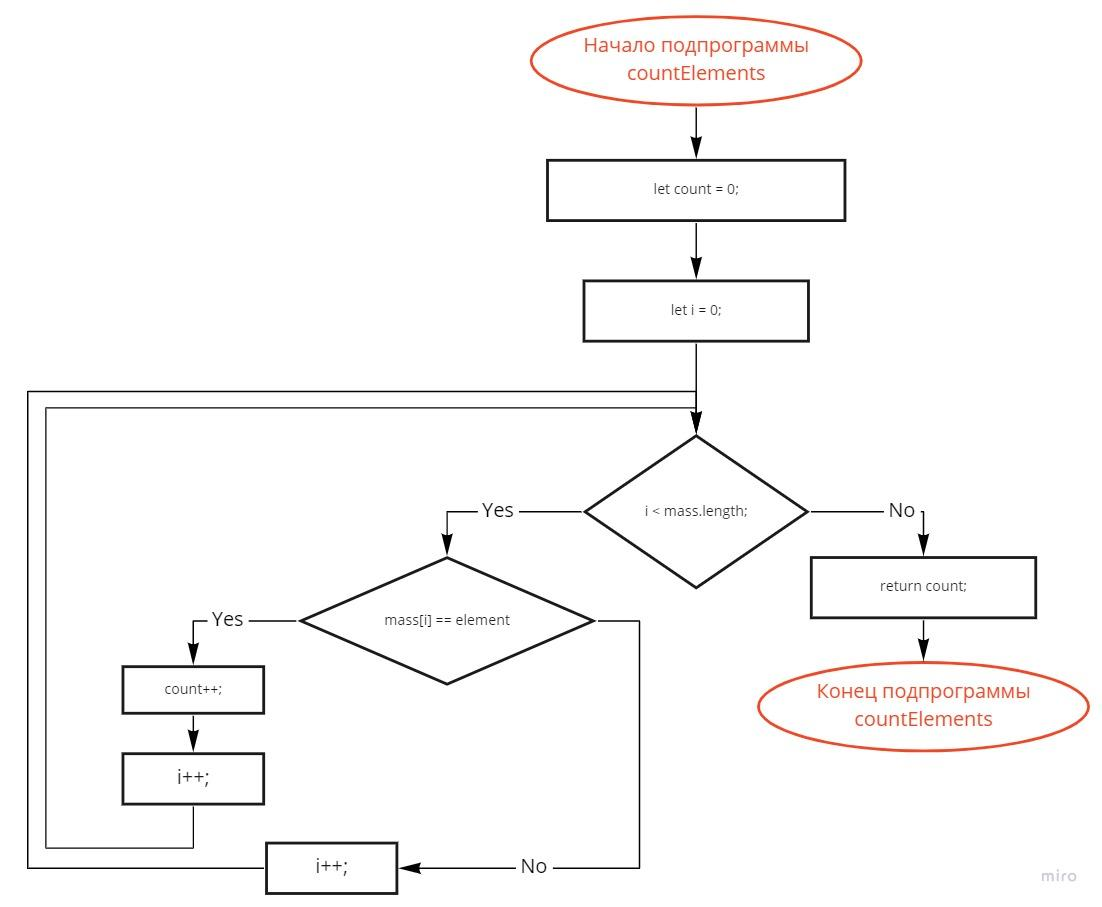 Начало подпрограммы
countElements
let count = 0;
let i = 0;
i < mass.length;
Yes
No
mass[i] == element
return count;
Yes
count++;
Конец подпрограммы
countElements
i++;
i++;
No
miro